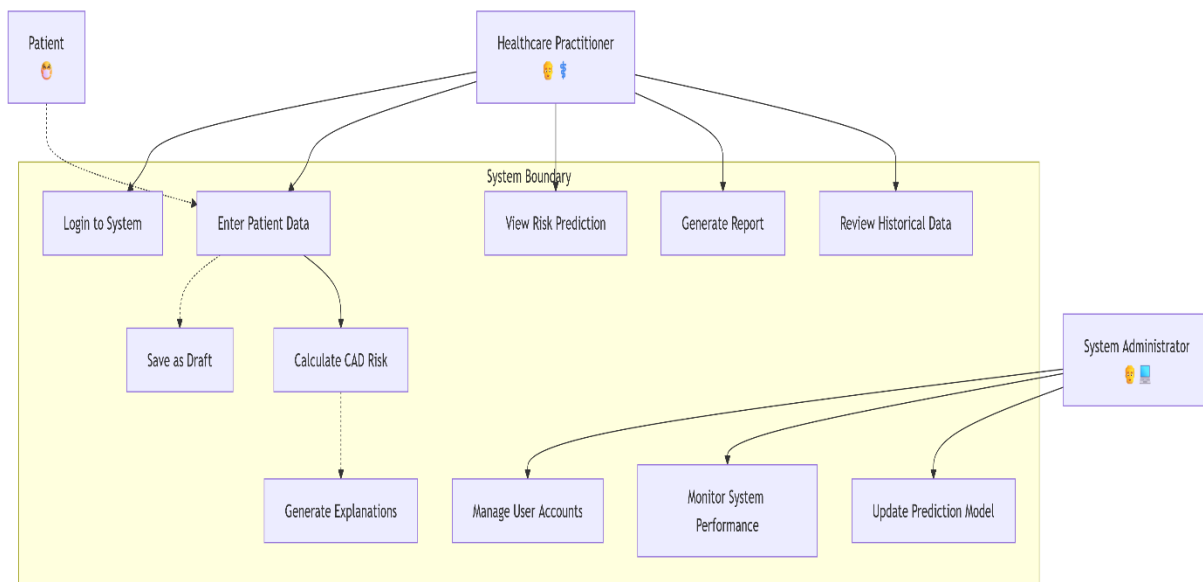 Patient
Healthcare Practitioner
System Boundary
Login to System
Enter Patient Data
View Risk Prediction
Generate Report
Review Historical Data
Save as Draft
Calculate CAD Risk
System Administrator
Generate Explanations
Manage User Accounts
Monitor System
Performance
Update Prediction Model